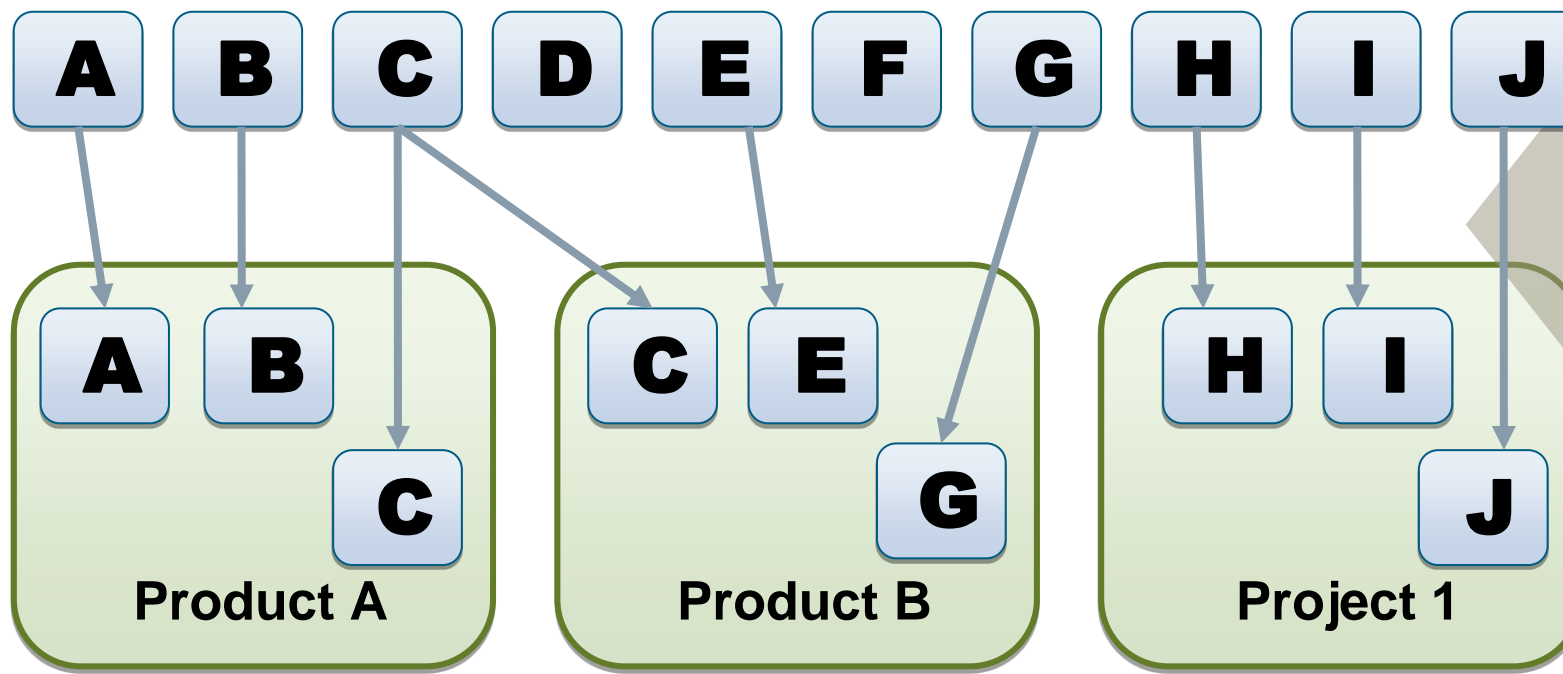 A B C D E F G H I J
A B C E H I
C G J
Product A Product B Project 1